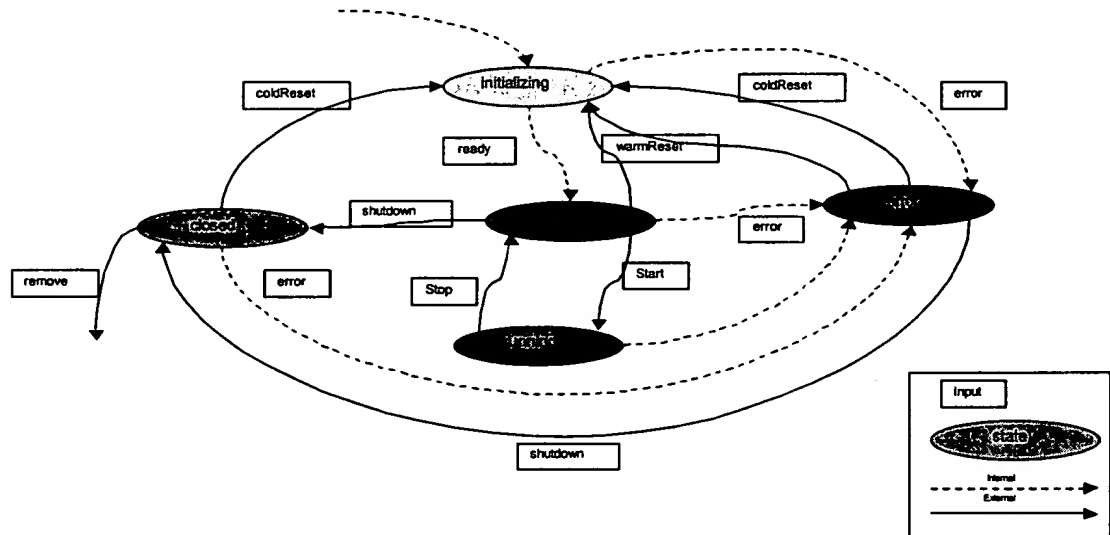 initializing
coldReset
coldReset
error
ready
warmReset
shutdown
closed
error
remove
error
Stop
Start
shutdown
Input
state
Internal
External